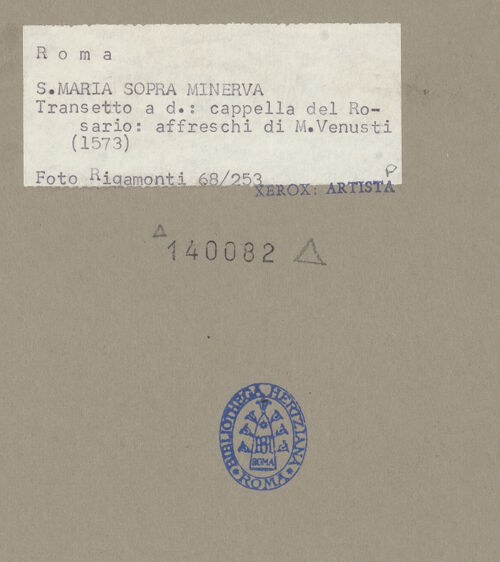 Roma
S.MARIA SOPRA MINERVA
Transetto a d.: cappella del Ro-
sario: affreschi di M.Venusti
(1573)
P
Foto Rigamonti 68/253
XEROX: ARTISTA
140082
BIBLIOTHECA HERTZIANA
ROMA
ROMA